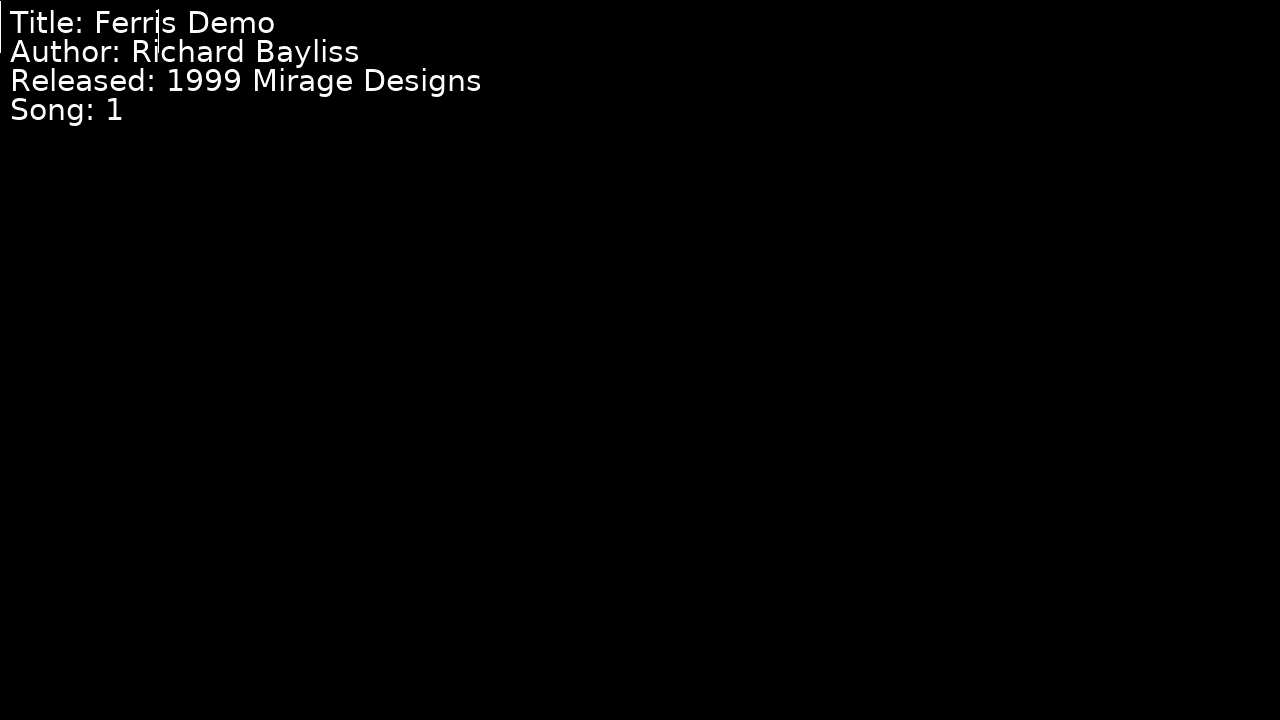 Title: Ferris Demo
Author: Richard Bayliss
Released: 1999 Mirage Designs
Song: 1